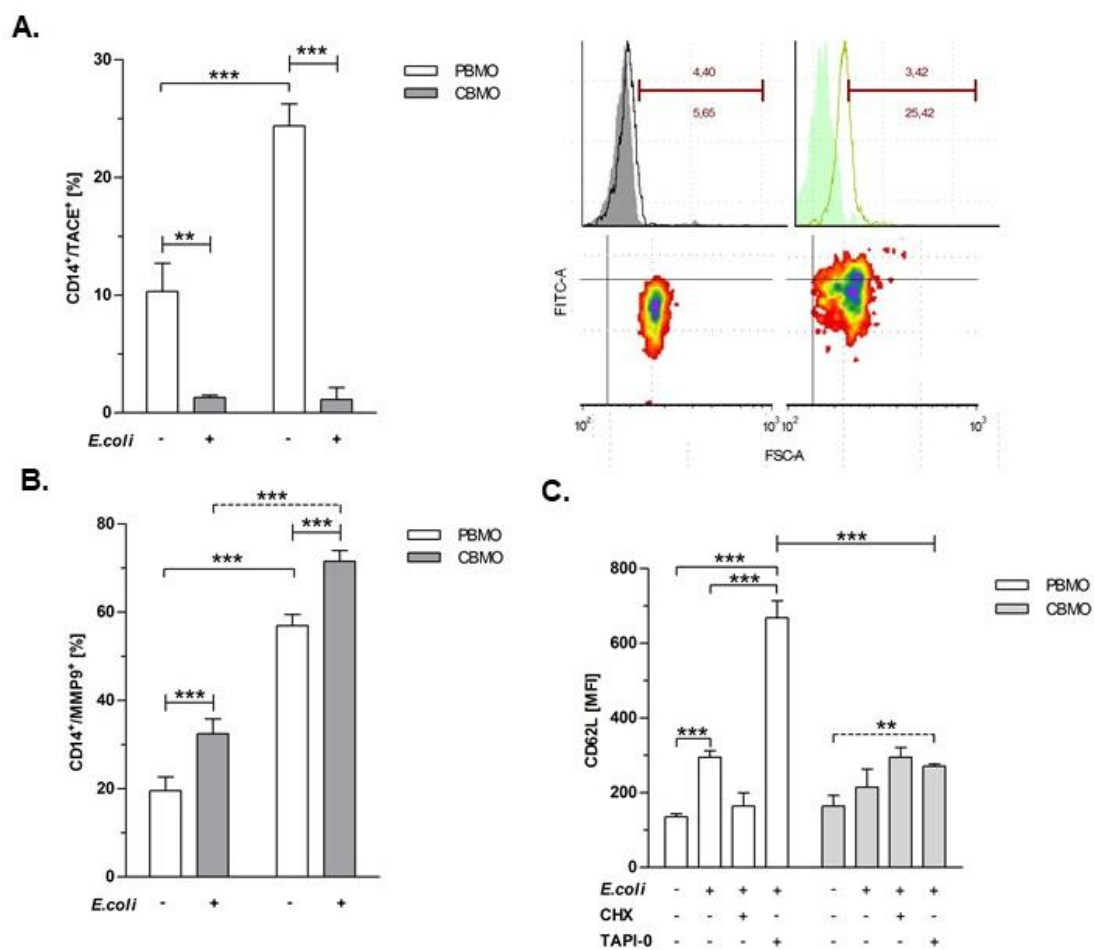 A.
CD14⁺/TACE⁺ [%]
30
20
10
0
***
***
**
PBMO
CBMO
E.coli - + - +
4,40
5,65
3,42
25,42
FITC-A
10² 10³ 10² 10³
FSC-A
B.
CD14⁺/MMP9⁺ [%]
80
60
40
20
0
***
***
***
***
PBMO
CBMO
E.coli - + - +
C.
CD62L [MFI]
800
600
400
200
0
***
***
***
***
**
PBMO
CBMO
E.coli - + + + - + + +
CHX - - + - - - + -
TAPI-0 - - - + - - - +